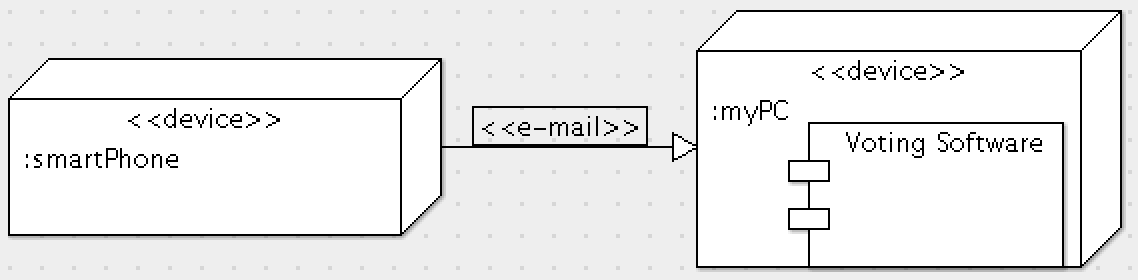 < <device> >
:smartPhone
< <e-mail> >
< <device> >
:myPC
Voting Software